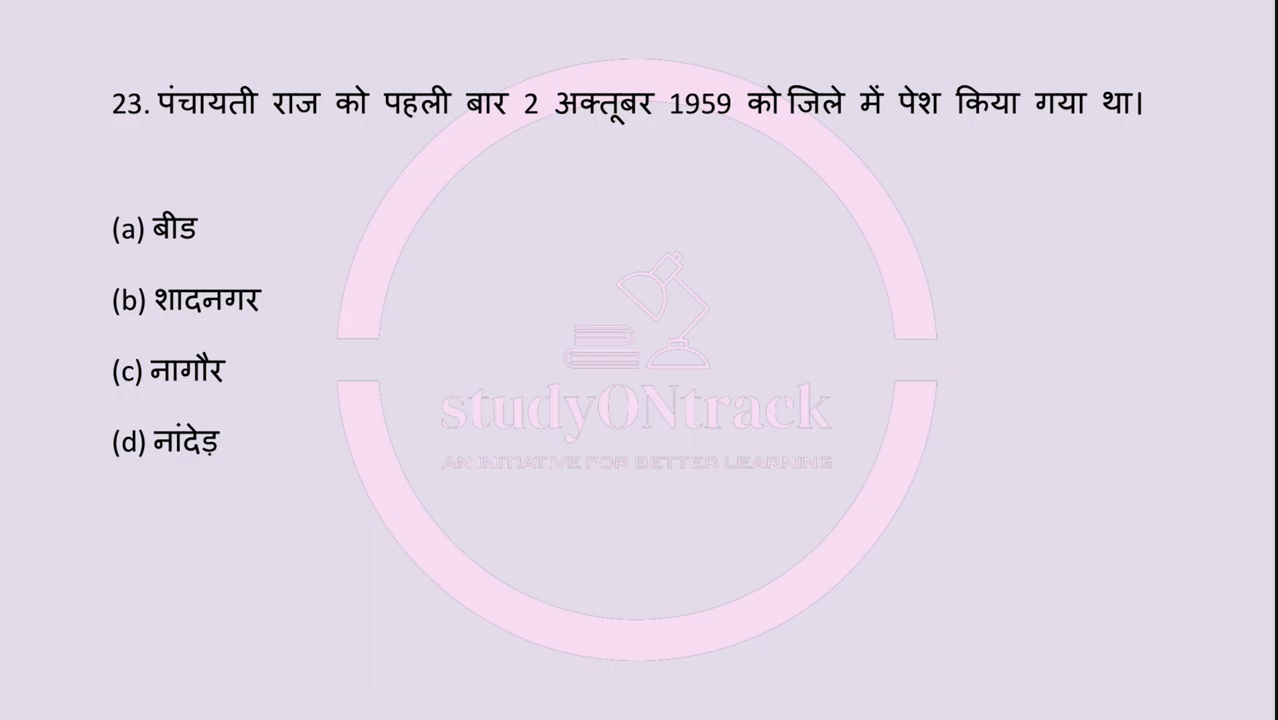 23. पंचायती राज को पहली बार 2 अक्तूबर 1959 को जिले में पेश किया गया था।
(a) बीड
(b) शादनगर
(c) नागौर
(d) नांदेड़
studyONtrack
AN INITIATIVE FOR BETTER LEARNING